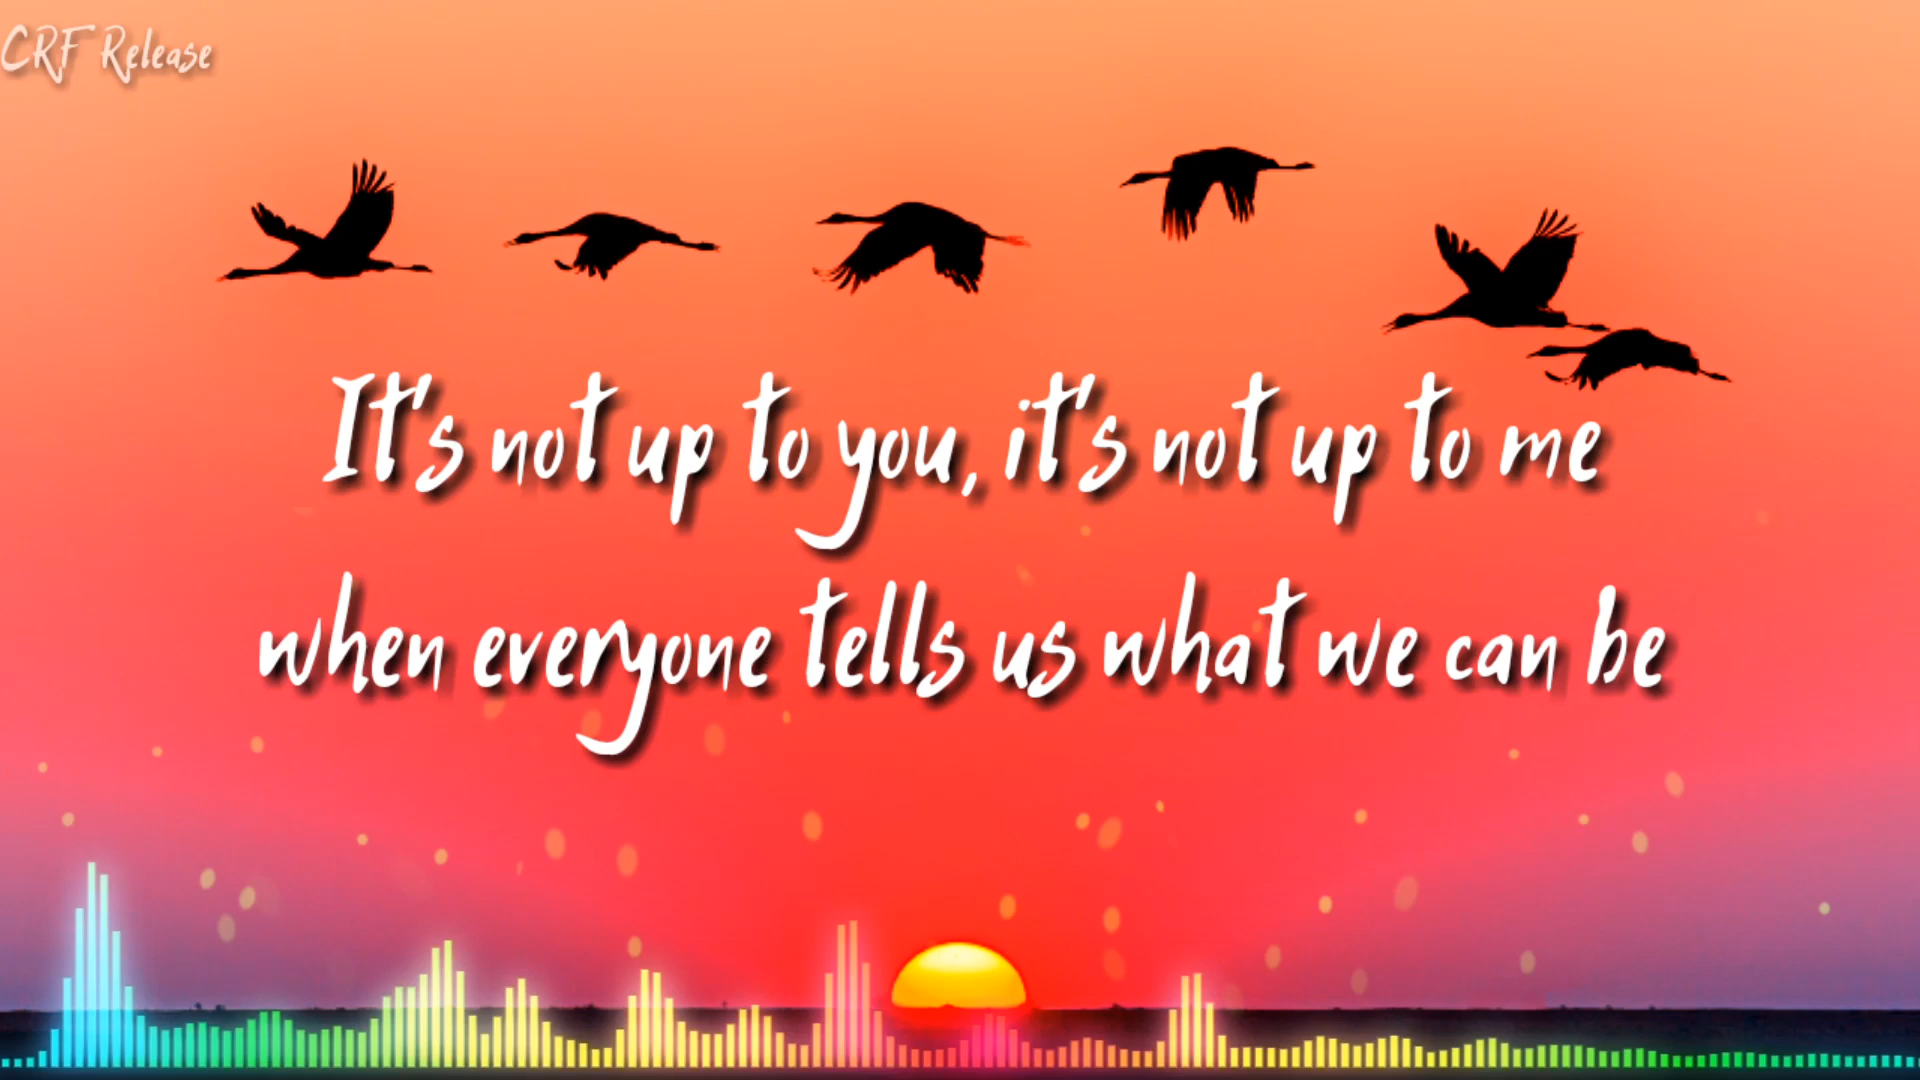 CRF Release
It's not up to you, it's not up to me
when everyone tells us what we can be